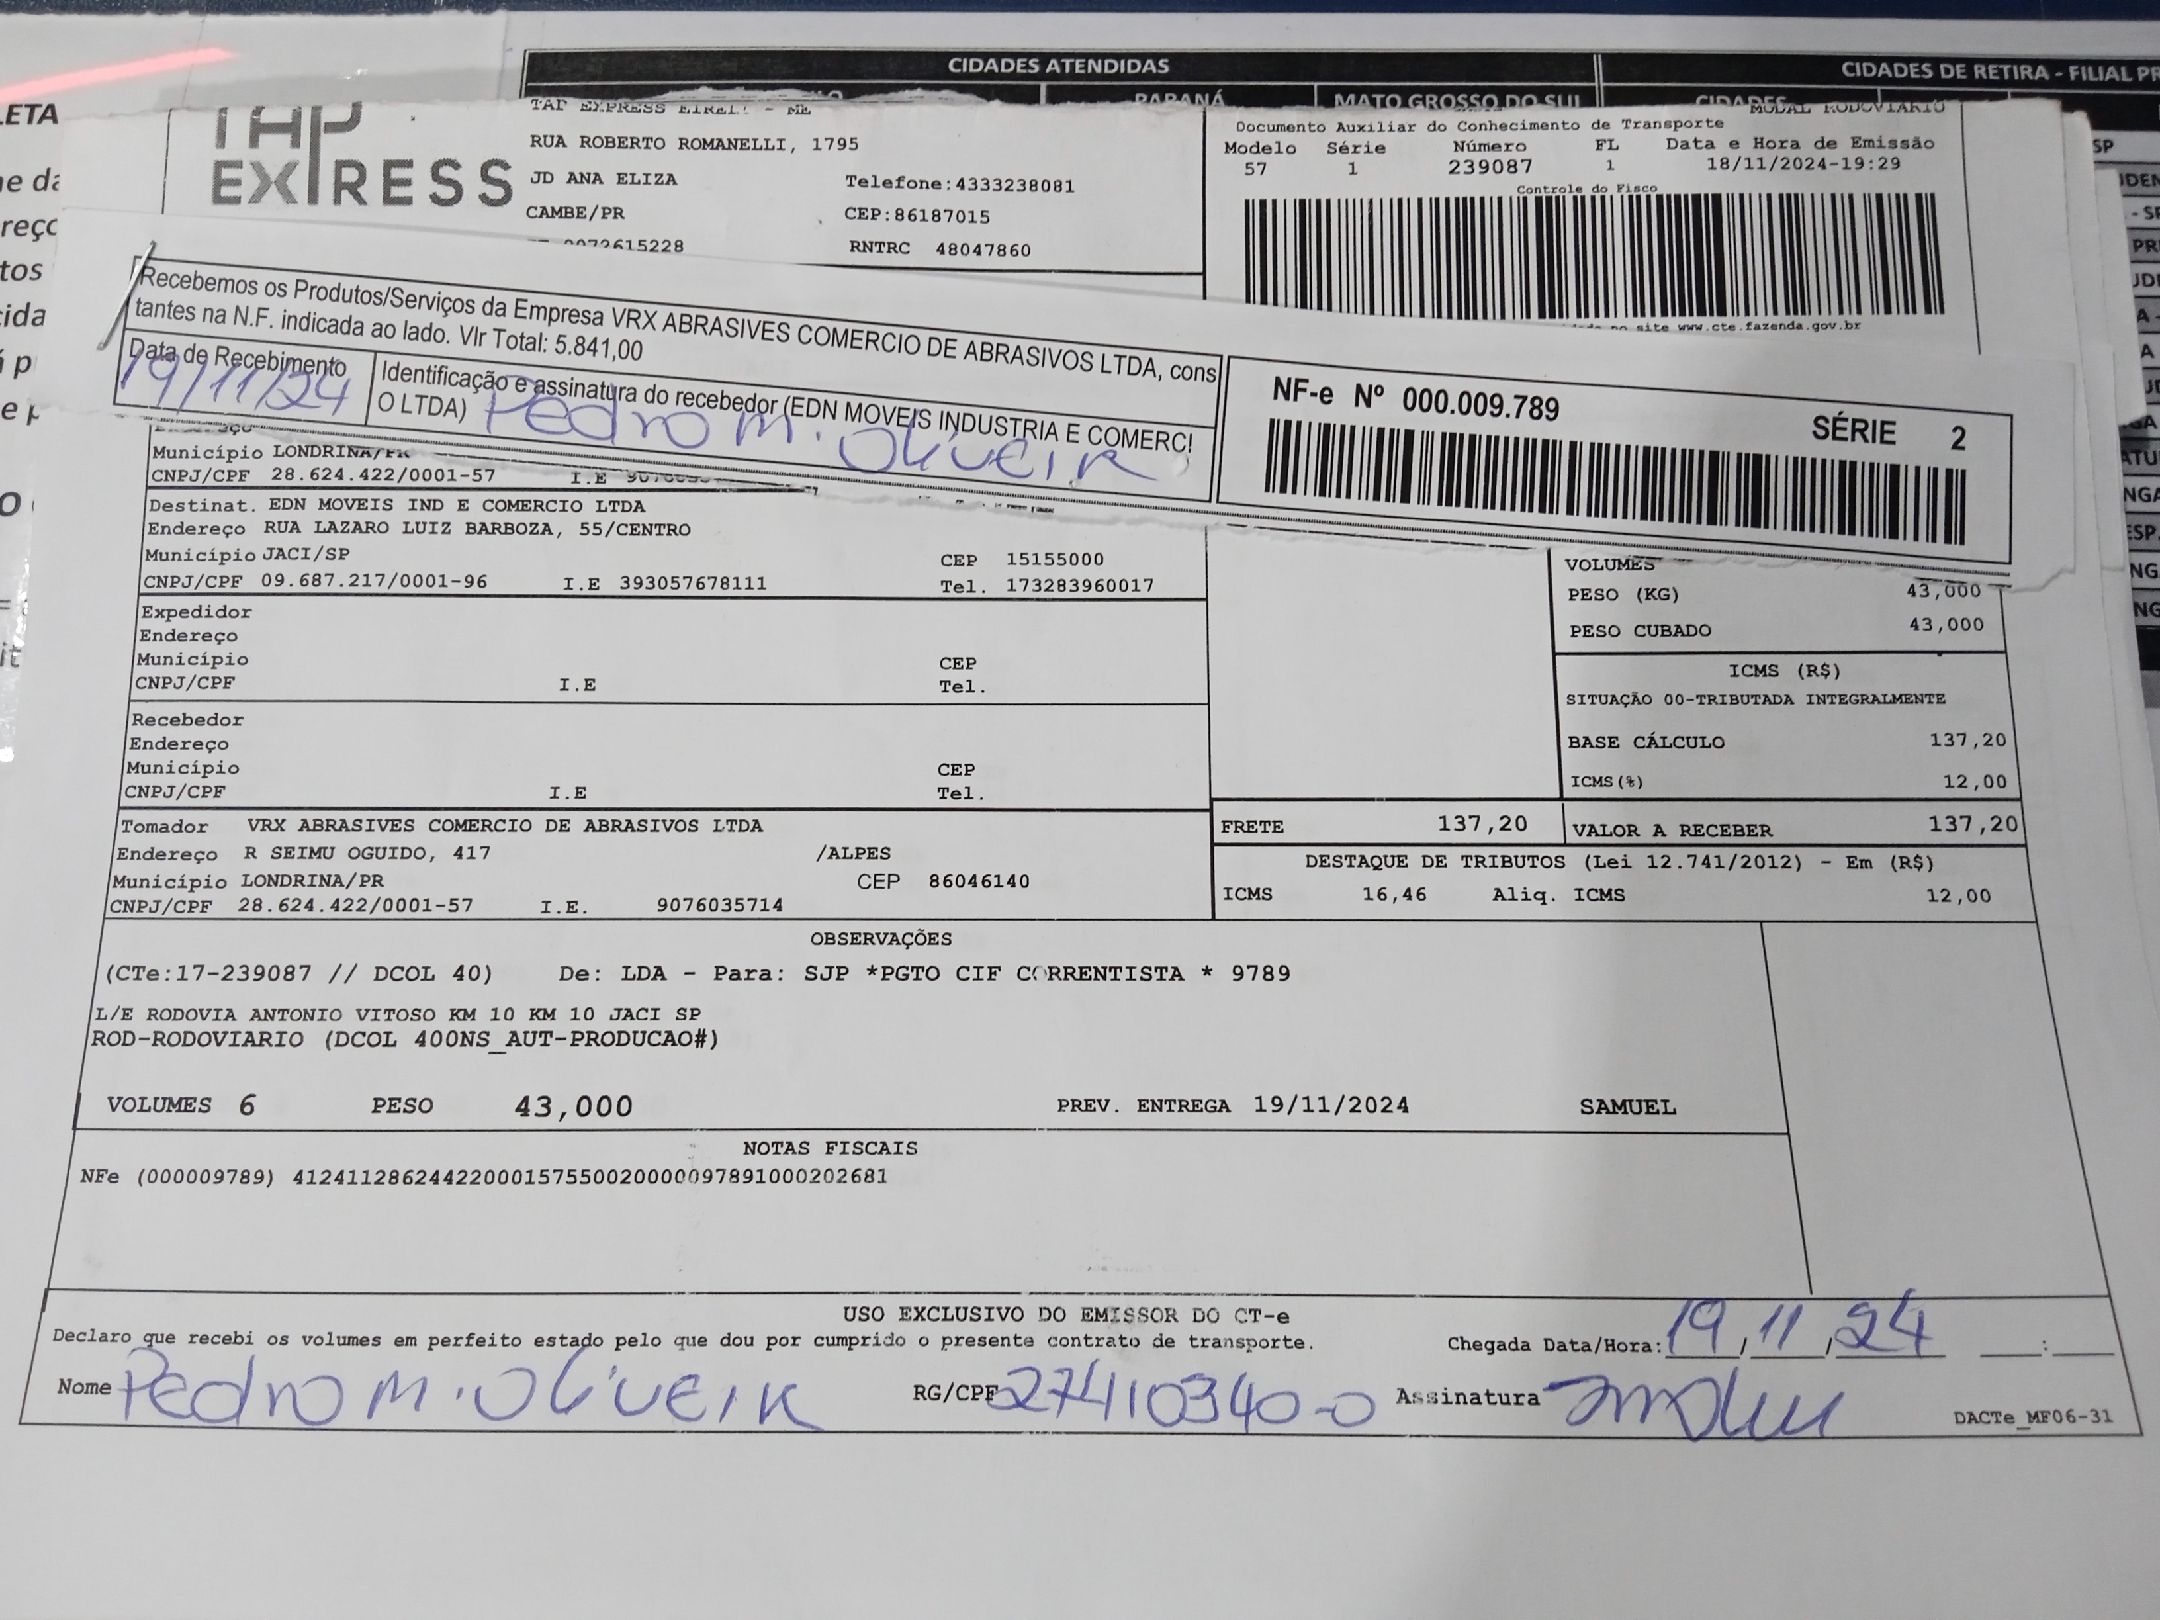 CIDADES ATENDIDAS
CIDADES DE RETIRA - FILIAL PR
PARANÁ
MATO GROSSO DO SUL
CIDADES
TAP
EXPRESS
TAP EXPRESS EIRELI - ME
RUA ROBERTO ROMANELLI, 1795
JD ANA ELIZA
Telefone:4333238081
CAMBE/PR
CEP:86187015
0072615228
RNTRC 48047860
MODAL RODOVIARIO
Documento Auxiliar do Conhecimento de Transporte
Modelo Série Número FL Data e Hora de Emissão
57 1 239087 1 18/11/2024-19:29
Controle do Fisco
site www.cte.fazenda.gov.br
Recebemos os Produtos/Serviços da Empresa VRX ABRASIVES COMERCIO DE ABRASIVOS LTDA, cons
tantes na N.F. indicada ao lado. Vlr Total: 5.841,00
Data de Recebimento
19/11/24
Identificação e assinatura do recebedor (EDN MOVEIS INDUSTRIA E COMERCI
O LTDA)
Pedro M. Oliveir
NF-e Nº 000.009.789
SÉRIE 2
Município LONDRINA/PR
CNPJ/CPF 28.624.422/0001-57 I.E
Destinat. EDN MOVEIS IND E COMERCIO LTDA
Endereço RUA LAZARO LUIZ BARBOZA, 55/CENTRO
Município JACI/SP CEP 15155000
CNPJ/CPF 09.687.217/0001-96 I.E 393057678111 Tel. 173283960017
Expedidor
Endereço
Município CEP
CNPJ/CPF I.E Tel.
Recebedor
Endereço
Município CEP
CNPJ/CPF I.E Tel.
Tomador VRX ABRASIVES COMERCIO DE ABRASIVOS LTDA
Endereço R SEIMU OGUIDO, 417 /ALPES
Município LONDRINA/PR CEP 86046140
CNPJ/CPF 28.624.422/0001-57 I.E. 9076035714
VOLUMES
PESO (KG) 43,000
PESO CUBADO 43,000
ICMS (R$)
SITUAÇÃO 00-TRIBUTADA INTEGRALMENTE
BASE CÁLCULO 137,20
ICMS(%) 12,00
FRETE 137,20 VALOR A RECEBER 137,20
DESTAQUE DE TRIBUTOS (Lei 12.741/2012) - Em (R$)
ICMS 16,46 Aliq. ICMS 12,00
OBSERVAÇÕES
(CTe:17-239087 // DCOL 40) De: LDA - Para: SJP *PGTO CIF CORRENTISTA * 9789
L/E RODOVIA ANTONIO VITOSO KM 10 KM 10 JACI SP
ROD-RODOVIARIO (DCOL 400NS_AUT-PRODUCAO#)
VOLUMES 6 PESO 43,000 PREV. ENTREGA 19/11/2024 SAMUEL
NOTAS FISCAIS
NFe (000009789) 41241128624422000157550020000097891000202681
USO EXCLUSIVO DO EMISSOR DO CT-e
Declaro que recebi os volumes em perfeito estado pelo que dou por cumprido o presente contrato de transporte.
Chegada Data/Hora: 19,11,24 __:__
Nome Pedro M. Oliveir RG/CPF 27410340-0 Assinatura
DACTe_MF06-31